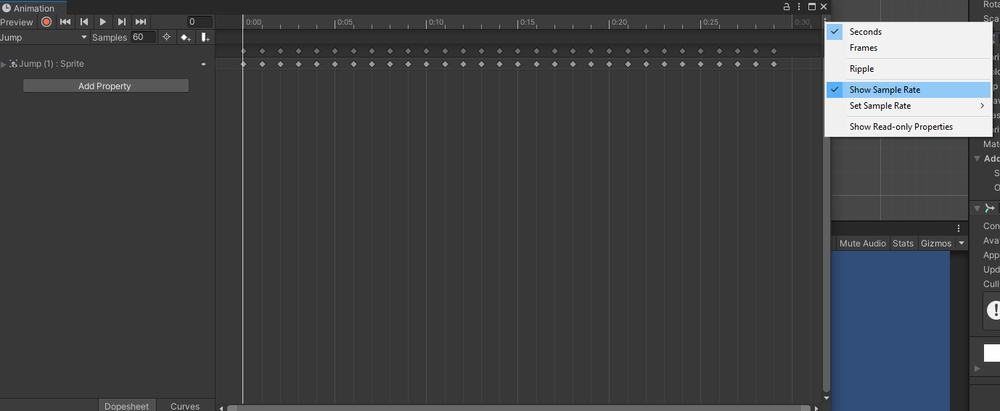 Animation
Preview 0
Jump Samples 60
0:00 0:05 0:10 0:15 0:20 0:25 0:30
Jump (1) : Sprite
Add Property
Dopesheet Curves
Seconds
Frames
Ripple
Show Sample Rate
Set Sample Rate
Show Read-only Properties
Mute Audio Stats Gizmos
Rota
Sca
Mat
Add
S
O
Con
Ava
App
Upd
Cull